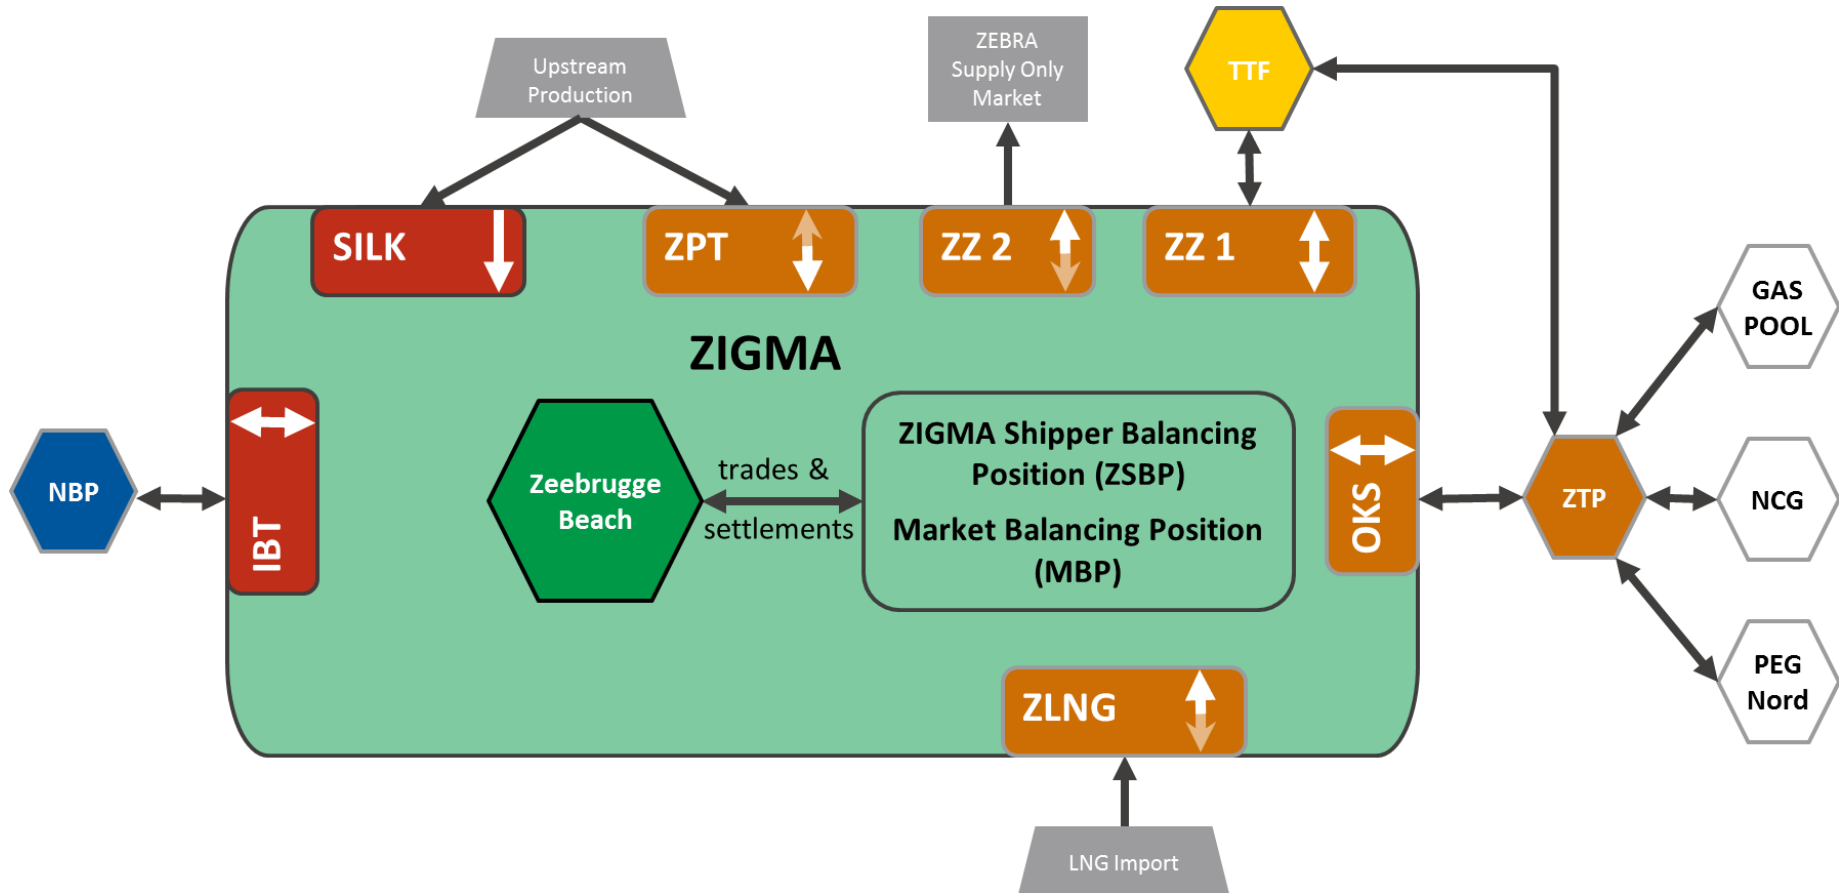 Upstream
Production
ZEBRA
Supply Only
Market
TTF
SILK
ZPT
ZZ 2
ZZ 1
GAS
POOL
ZIGMA
NBP
IBT
Zeebrugge
Beach
trades &
settlements
ZIGMA Shipper Balancing
Position (ZSBP)
Market Balancing Position
(MBP)
OKS
ZTP
NCG
PEG
Nord
ZLNG
LNG Import